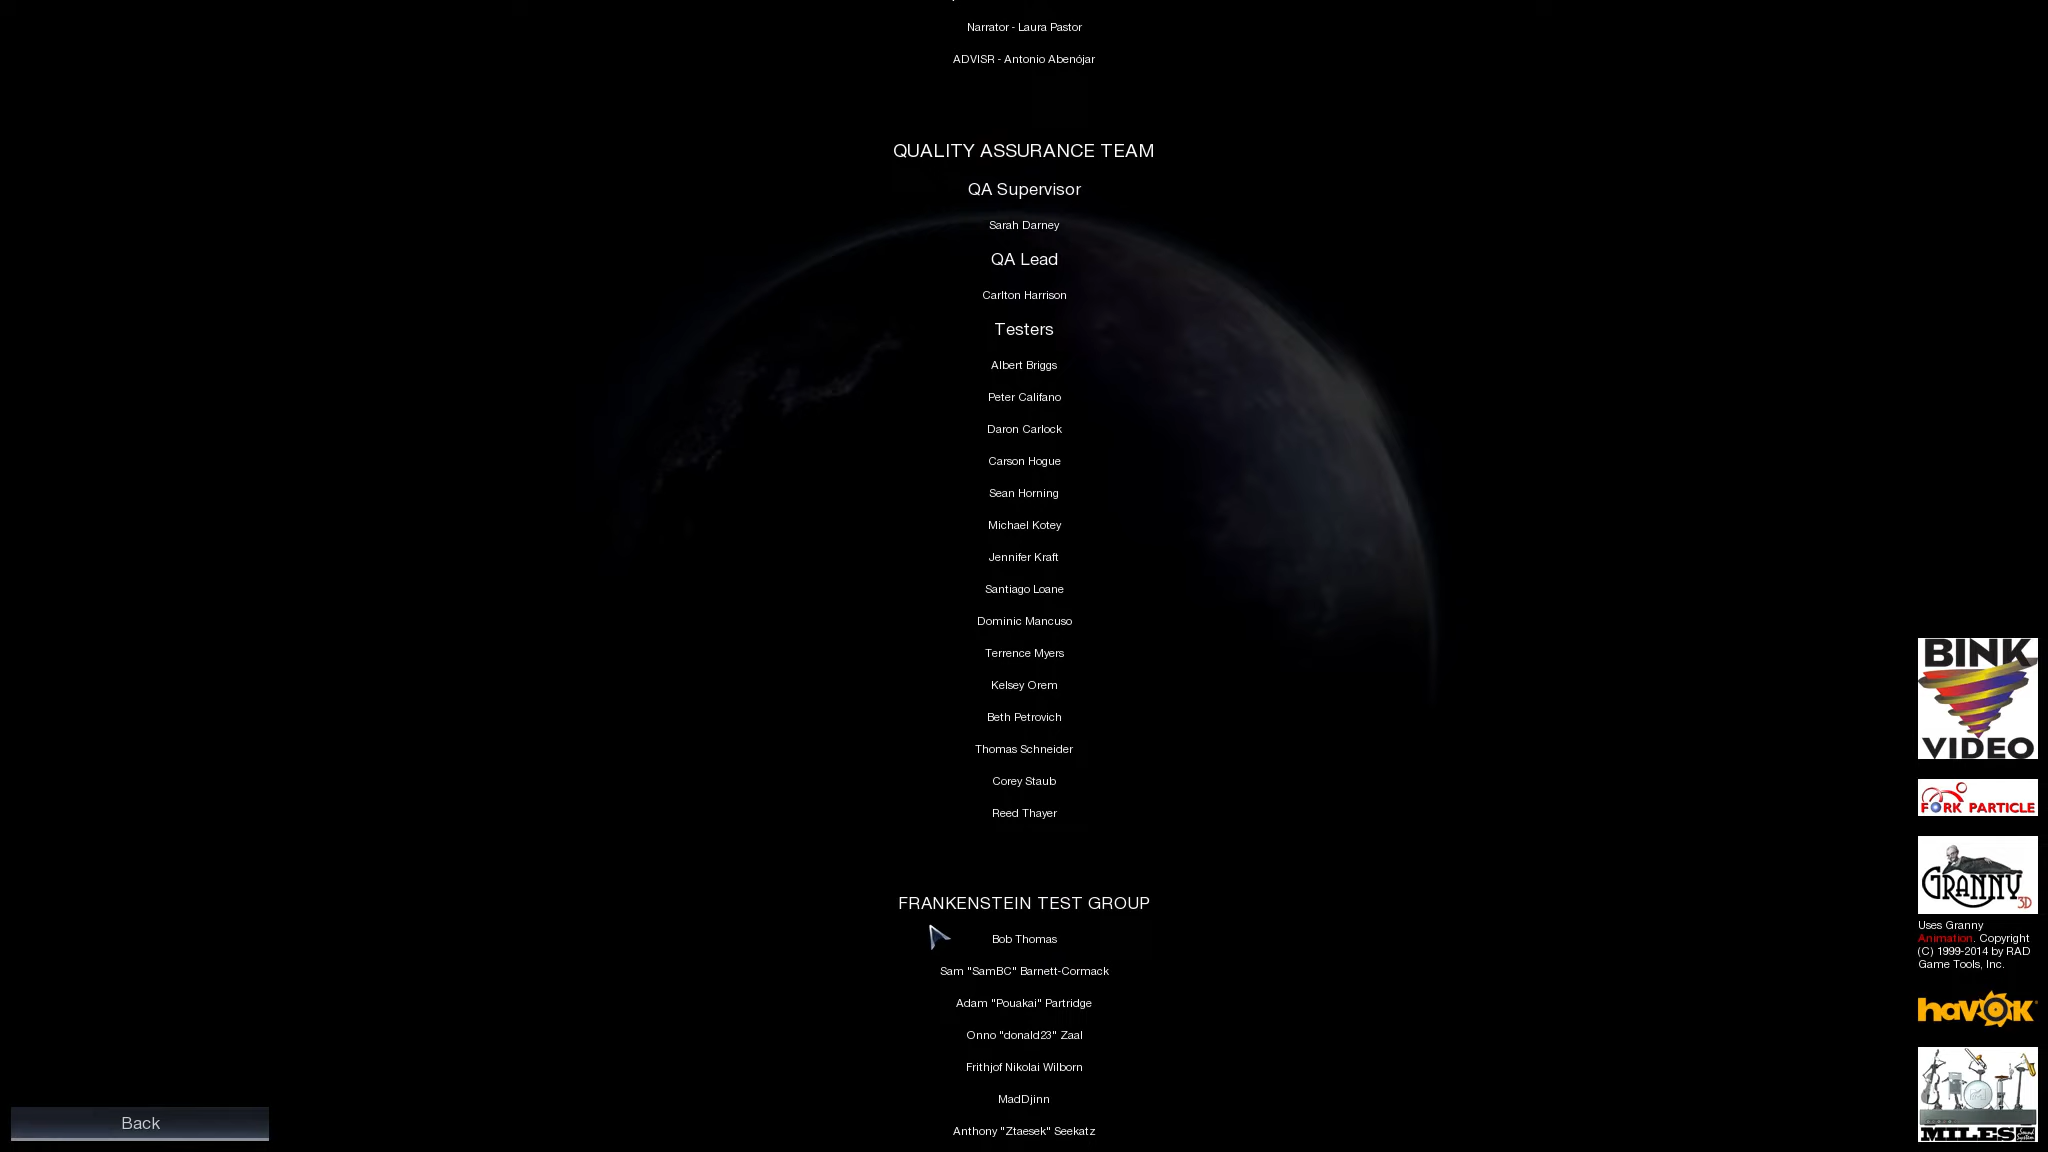 Narrator - Laura Pastor
ADVISR - Antonio Abenójar
QUALITY ASSURANCE TEAM
QA Supervisor
Sarah Darney
QA Lead
Carlton Harrison
Testers
Albert Briggs
Peter Califano
Daron Carlock
Carson Hogue
Sean Horning
Michael Kotey
Jennifer Kraft
Santiago Loane
Dominic Mancuso
Terrence Myers
Kelsey Orem
Beth Petrovich
Thomas Schneider
Corey Staub
Reed Thayer
FRANKENSTEIN TEST GROUP
Bob Thomas
Sam "SamBC" Barnett-Cormack
Adam "Pouakai" Partridge
Onno "donald23" Zaal
Frithjof Nikolai Wilborn
MadDjinn
Anthony "Ztaesek" Seekatz
Back
BINK
VIDEO
FORK PARTICLE
GRANNY
3D
Uses Granny
Animation. Copyright
(C) 1999-2014 by RAD
Game Tools, Inc.
havok
MILES
Sound
System